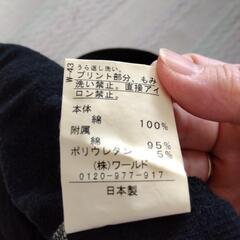 W-43
うら返し洗い。
プリント部分、もみ
洗い禁止。直接アイ
ロン禁止。
本体
綿 100%
附属
綿 95%
ポリウレタン 5%
(株)ワールド
0120-977-917
日本製